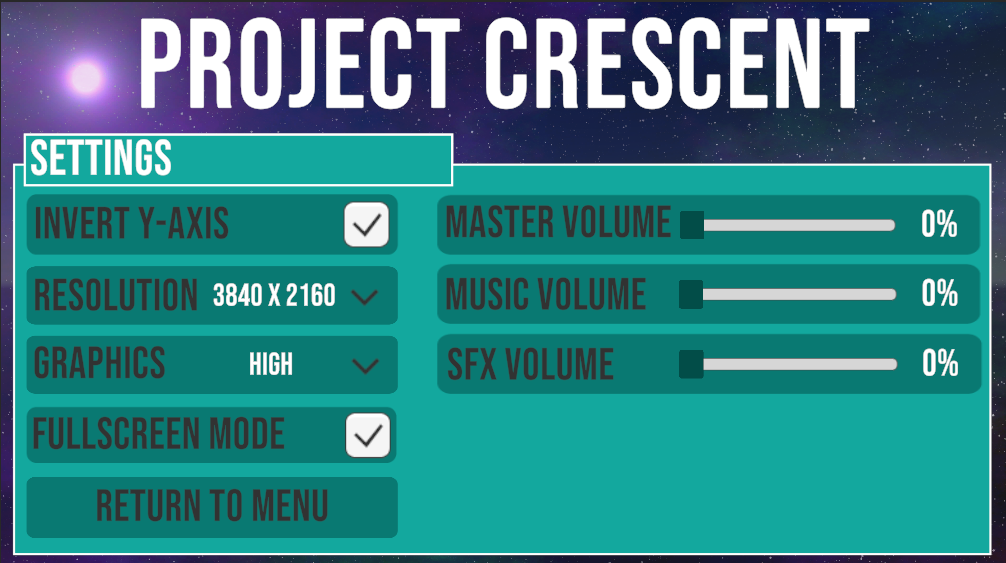 PROJECT CRESCENT
SETTINGS
INVERT Y-AXIS
RESOLUTION 3840 X 2160
GRAPHICS HIGH
FULLSCREEN MODE
RETURN TO MENU
MASTER VOLUME 0%
MUSIC VOLUME 0%
SFX VOLUME 0%